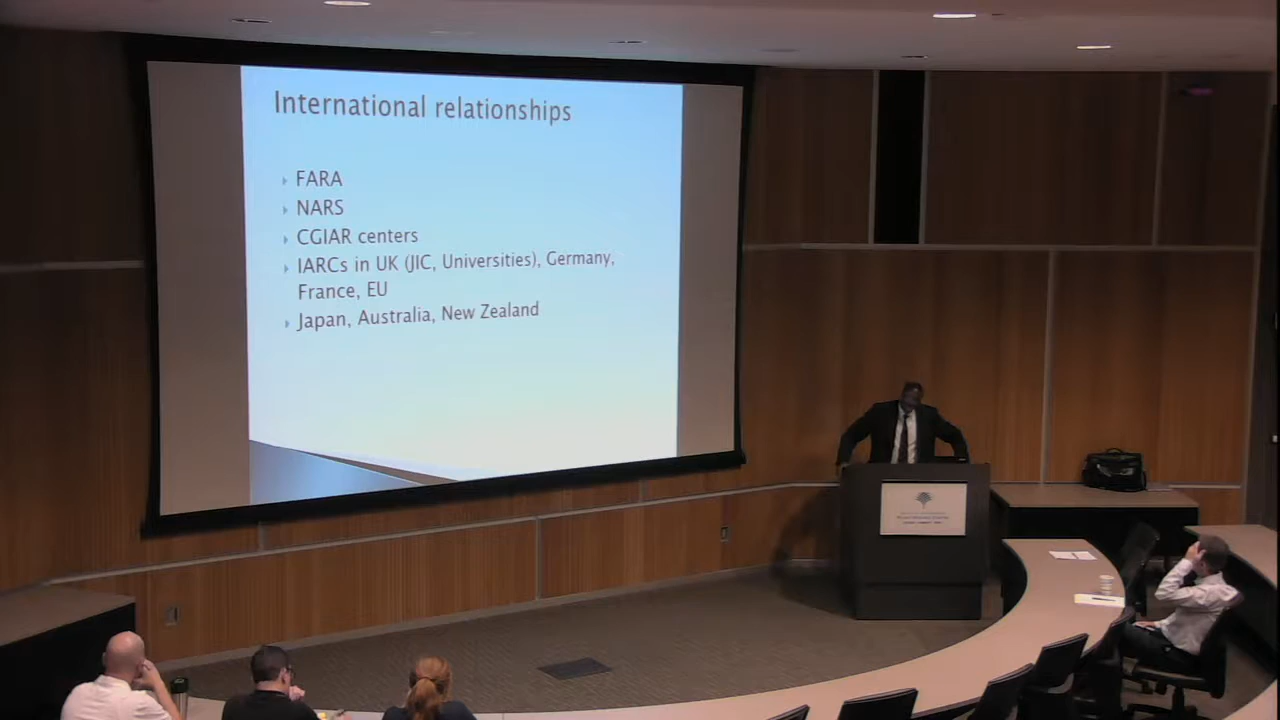 International relationships
FARA
NARS
CGIAR centers
IARCs in UK (JIC, Universities), Germany,
France, EU
Japan, Australia, New Zealand